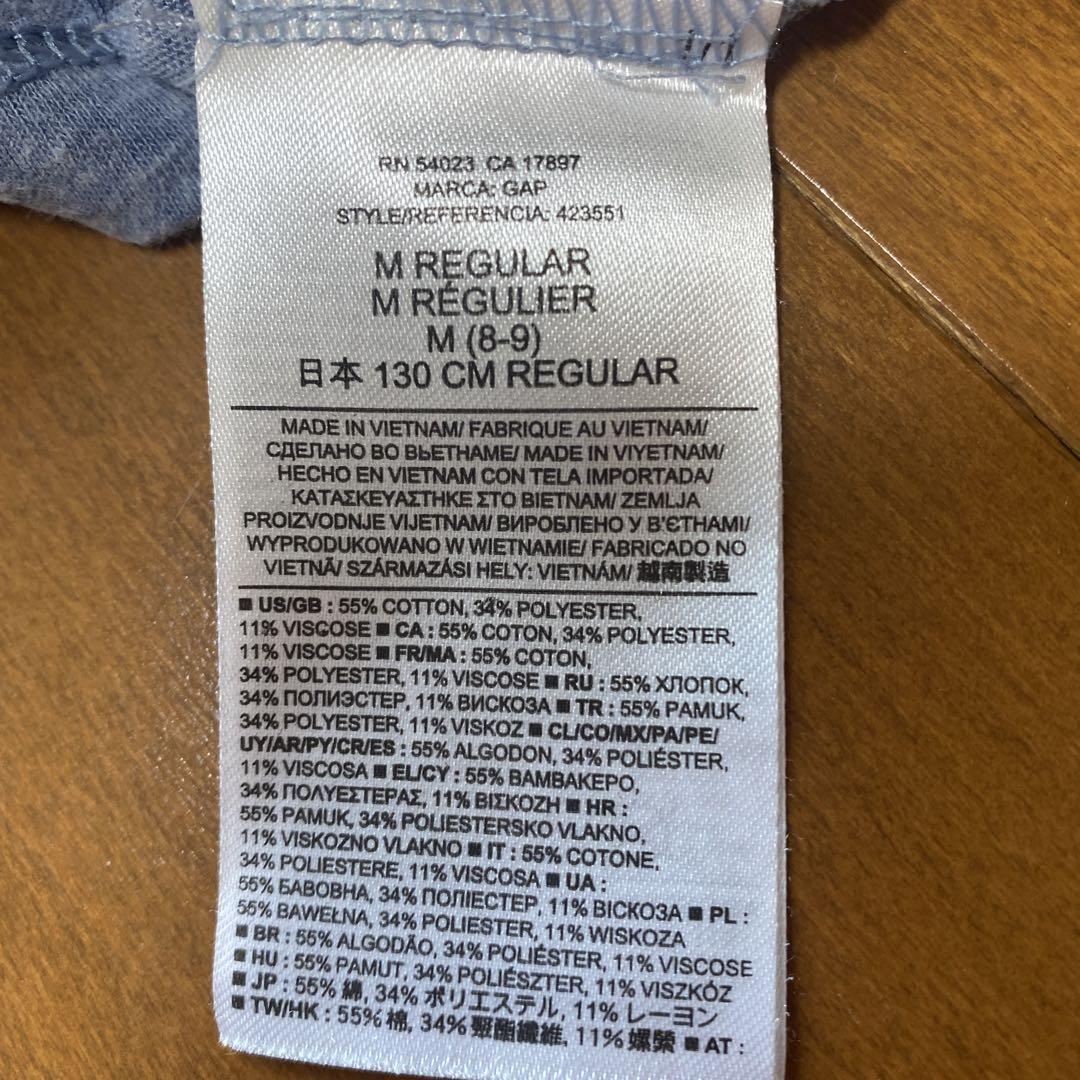 RN 54023 CA 17897
MARCA: GAP
STYLE/REFERENCIA: 423551
M REGULAR
M RÉGULIER
M (8-9)
日本 130 CM REGULAR
MADE IN VIETNAM/ FABRIQUE AU VIETNAM/
СДЕЛАНО ВО ВЬЕТНАМЕ/ MADE IN VIYETNAM/
HECHO EN VIETNAM CON TELA IMPORTADA/
ΚΑΤΑΣΚΕΥΑΣΤΗΚΕ ΣΤΟ ΒΙΕΤΝΑΜ/ ZEMLJA
PROIZVODNJE VIJETNAM/ ВИРОБЛЕНО У В'ЄТНАМІ/
WYPRODUKOWANO W WIETNAMIE/ FABRICADO NO
VIETNÃ/ SZÁRMAZÁSI HELY: VIETNÁM/ 越南製造
■ US/GB : 55% COTTON, 34% POLYESTER,
11% VISCOSE ■ CA : 55% COTON, 34% POLYESTER,
11% VISCOSE ■ FR/MA : 55% COTON,
34% POLYESTER, 11% VISCOSE ■ RU : 55% ХЛОПОК,
34% ПОЛИЭСТЕР, 11% ВИСКОЗА ■ TR : 55% PAMUK,
34% POLYESTER, 11% VISKOZ ■ CL/CO/MX/PA/PE/
UY/AR/PY/CR/ES : 55% ALGODON, 34% POLIÉSTER,
11% VISCOSA ■ EL/CY : 55% ΒΑΜΒΑΚΕΡΟ,
34% ΠΟΛΥΕΣΤΕΡΑΣ, 11% ΒΙΣΚΟΖΗ ■ HR :
55% PAMUK, 34% POLIESTERSKO VLAKNO,
11% VISKOZNO VLAKNO ■ IT : 55% COTONE,
34% POLIESTERE, 11% VISCOSA ■ UA :
55% БАВОВНА, 34% ПОЛІЕСТЕР, 11% ВІСКОЗА ■ PL :
55% BAWEŁNA, 34% POLYESTER, 11% WISKOZA
■ BR : 55% ALGODÃO, 34% POLIÉSTER, 11% VISCOSE
■ HU : 55% PAMUT, 34% POLIÉSZTER, 11% VISZKÓZ
■ JP : 55% 綿, 34% ポリエステル, 11% レーヨン
■ TW/HK : 55% 棉, 34% 聚酯纖維, 11% 嫘縈 ■ AT :